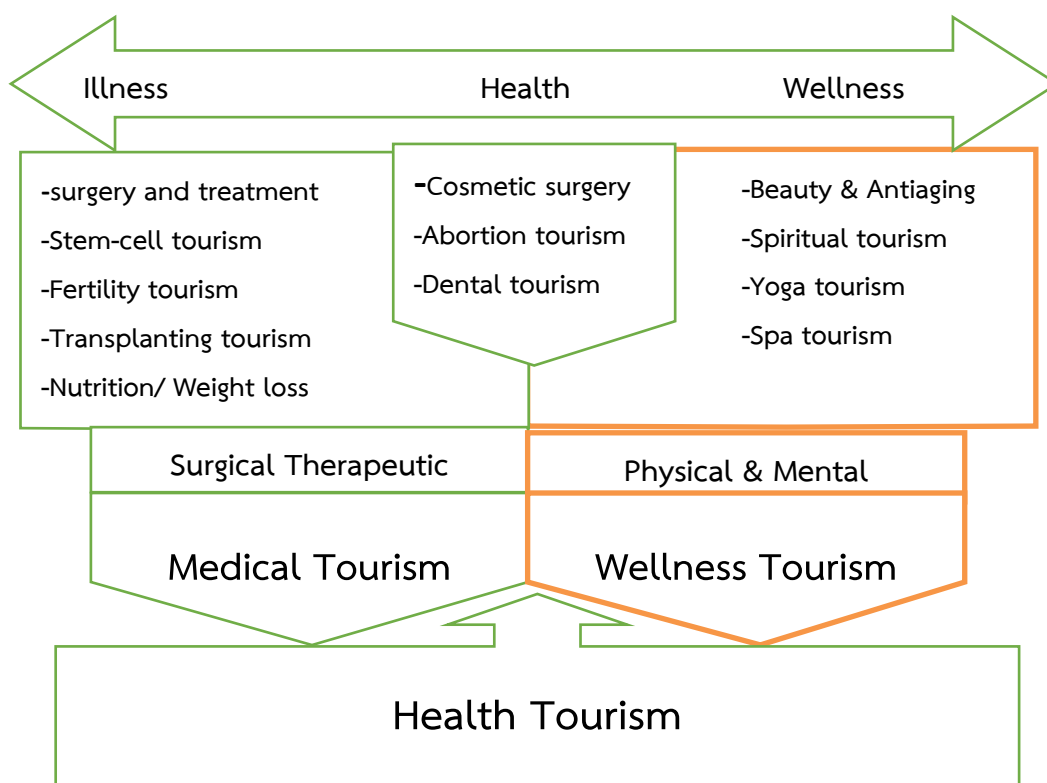 Illness
Health
Wellness
-surgery and treatment
-Stem-cell tourism
-Fertility tourism
-Transplanting tourism
-Nutrition/ Weight loss
-Cosmetic surgery
-Abortion tourism
-Dental tourism
-Beauty & Antiaging
-Spiritual tourism
-Yoga tourism
-Spa tourism
Surgical Therapeutic
Physical & Mental
Medical Tourism
Wellness Tourism
Health Tourism